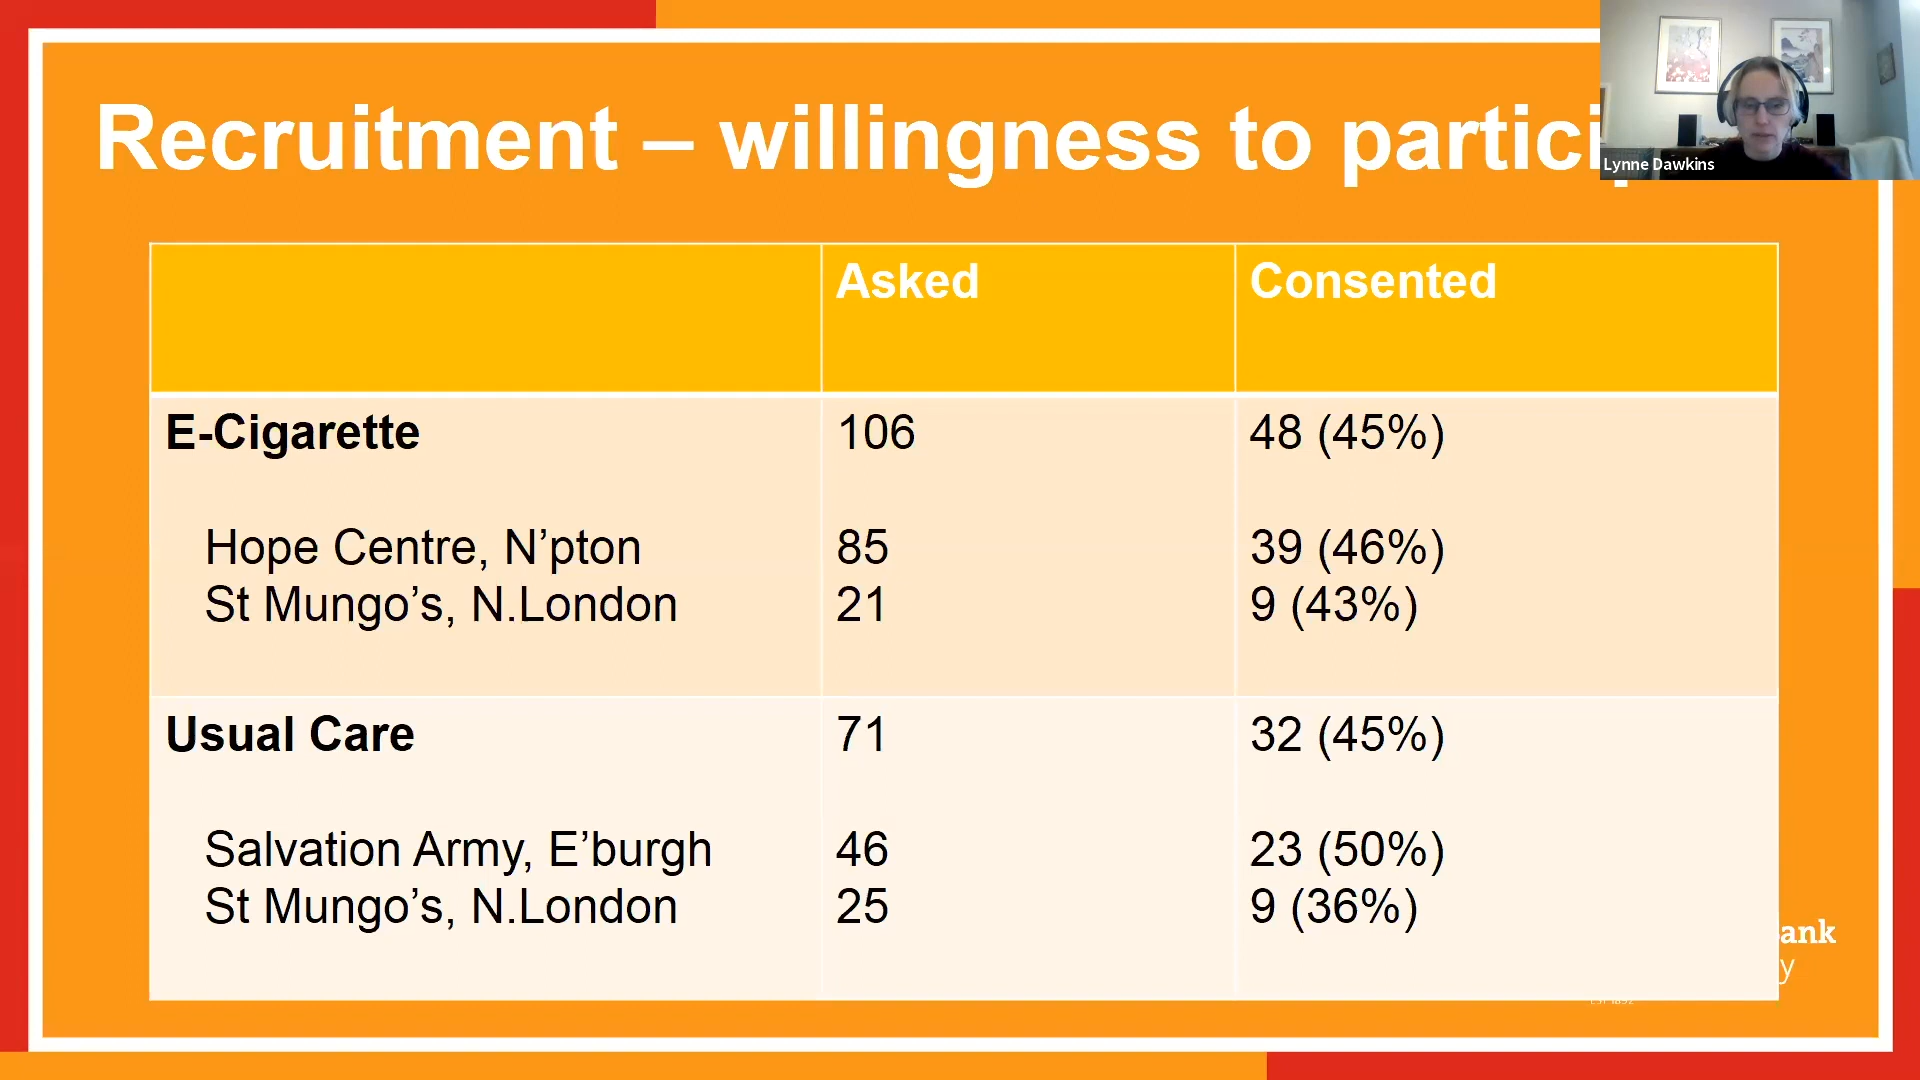 Recruitment – willingness to partici
Lynne Dawkins
Asked Consented
E-Cigarette 106 48 (45%)
Hope Centre, N’pton 85 39 (46%)
St Mungo’s, N.London 21 9 (43%)
Usual Care 71 32 (45%)
Salvation Army, E’burgh 46 23 (50%)
St Mungo’s, N.London 25 9 (36%)
ank
y